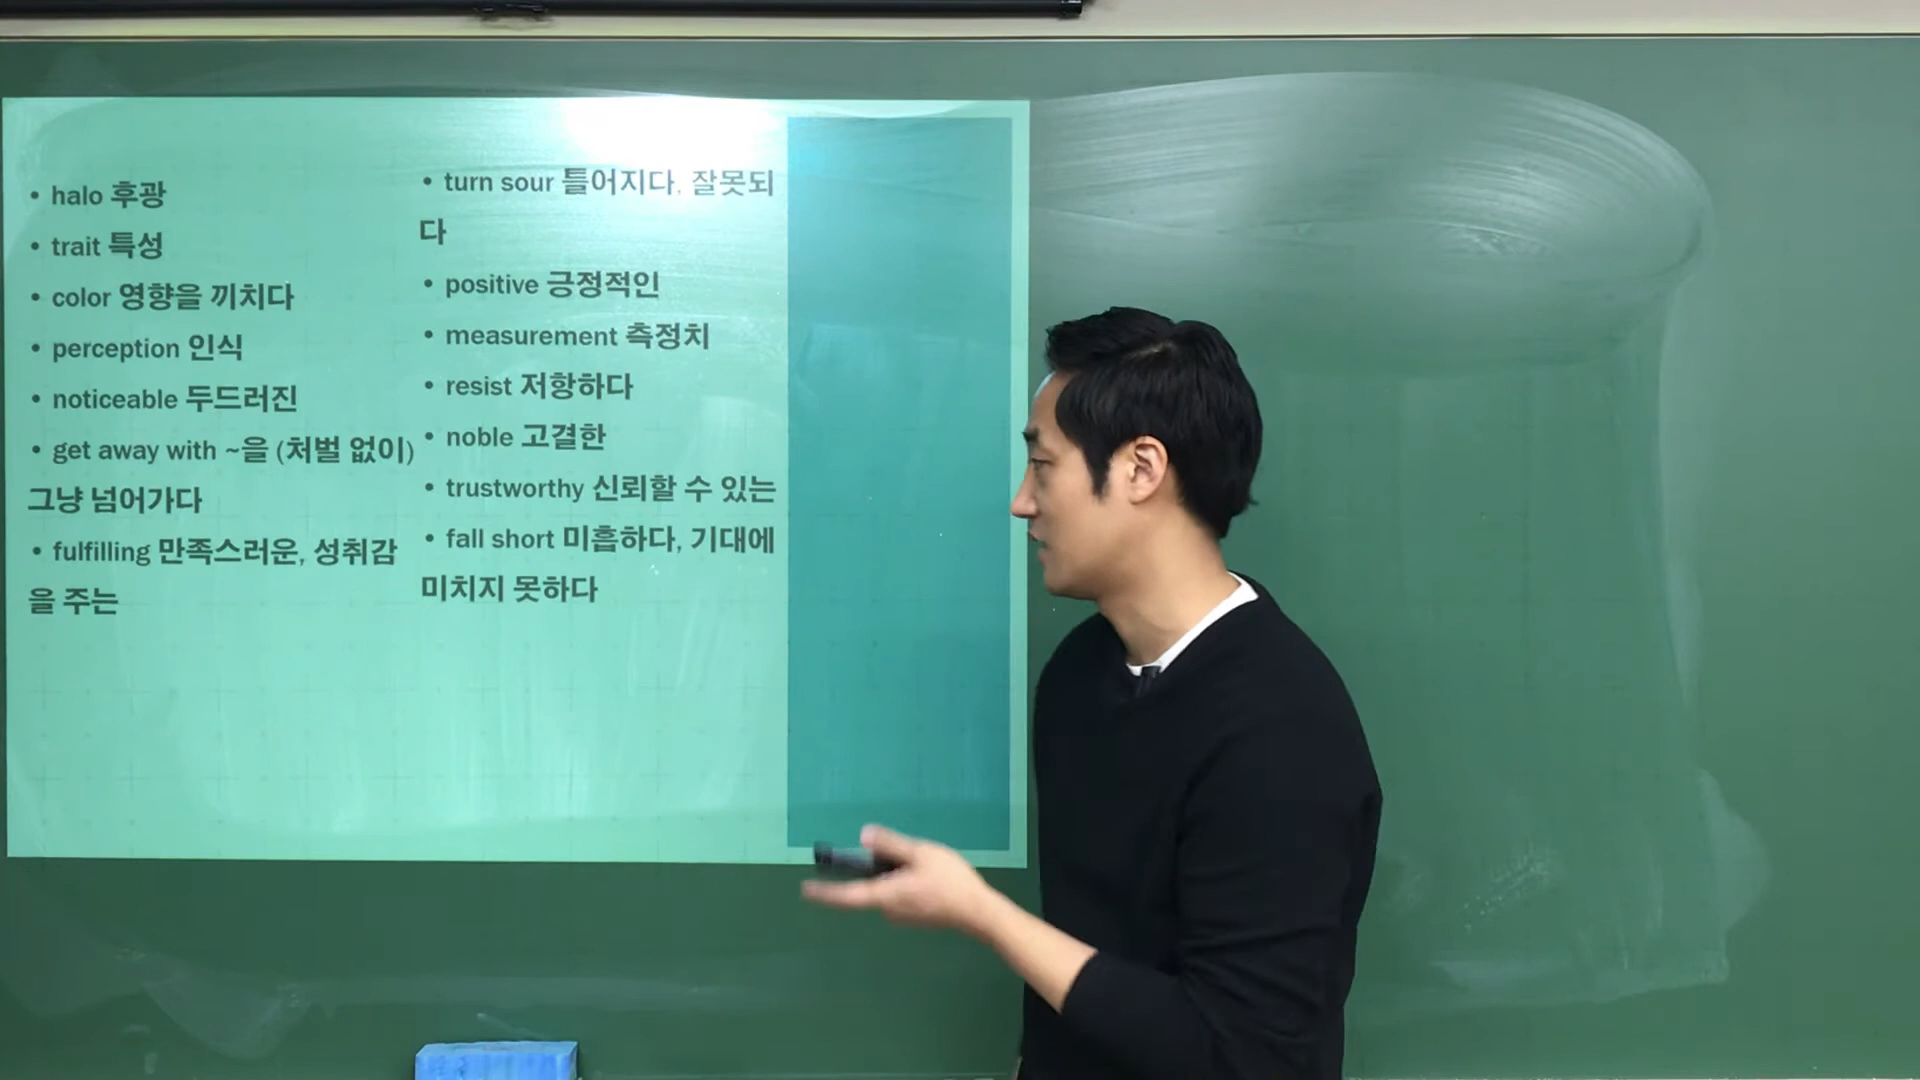 • halo 후광
• trait 특성
• color 영향을 끼치다
• perception 인식
• noticeable 두드러진
• get away with ~을 (처벌 없이)
그냥 넘어가다
• fulfilling 만족스러운, 성취감
을 주는
• turn sour 틀어지다, 잘못되
다
• positive 긍정적인
• measurement 측정치
• resist 저항하다
• noble 고결한
• trustworthy 신뢰할 수 있는
• fall short 미흡하다, 기대에
미치지 못하다